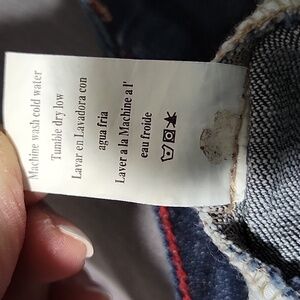 Machine wash cold water
Tumble dry low
Lavar en Lavadora con
agua fria
Laver a la Machine a l'
eau froide